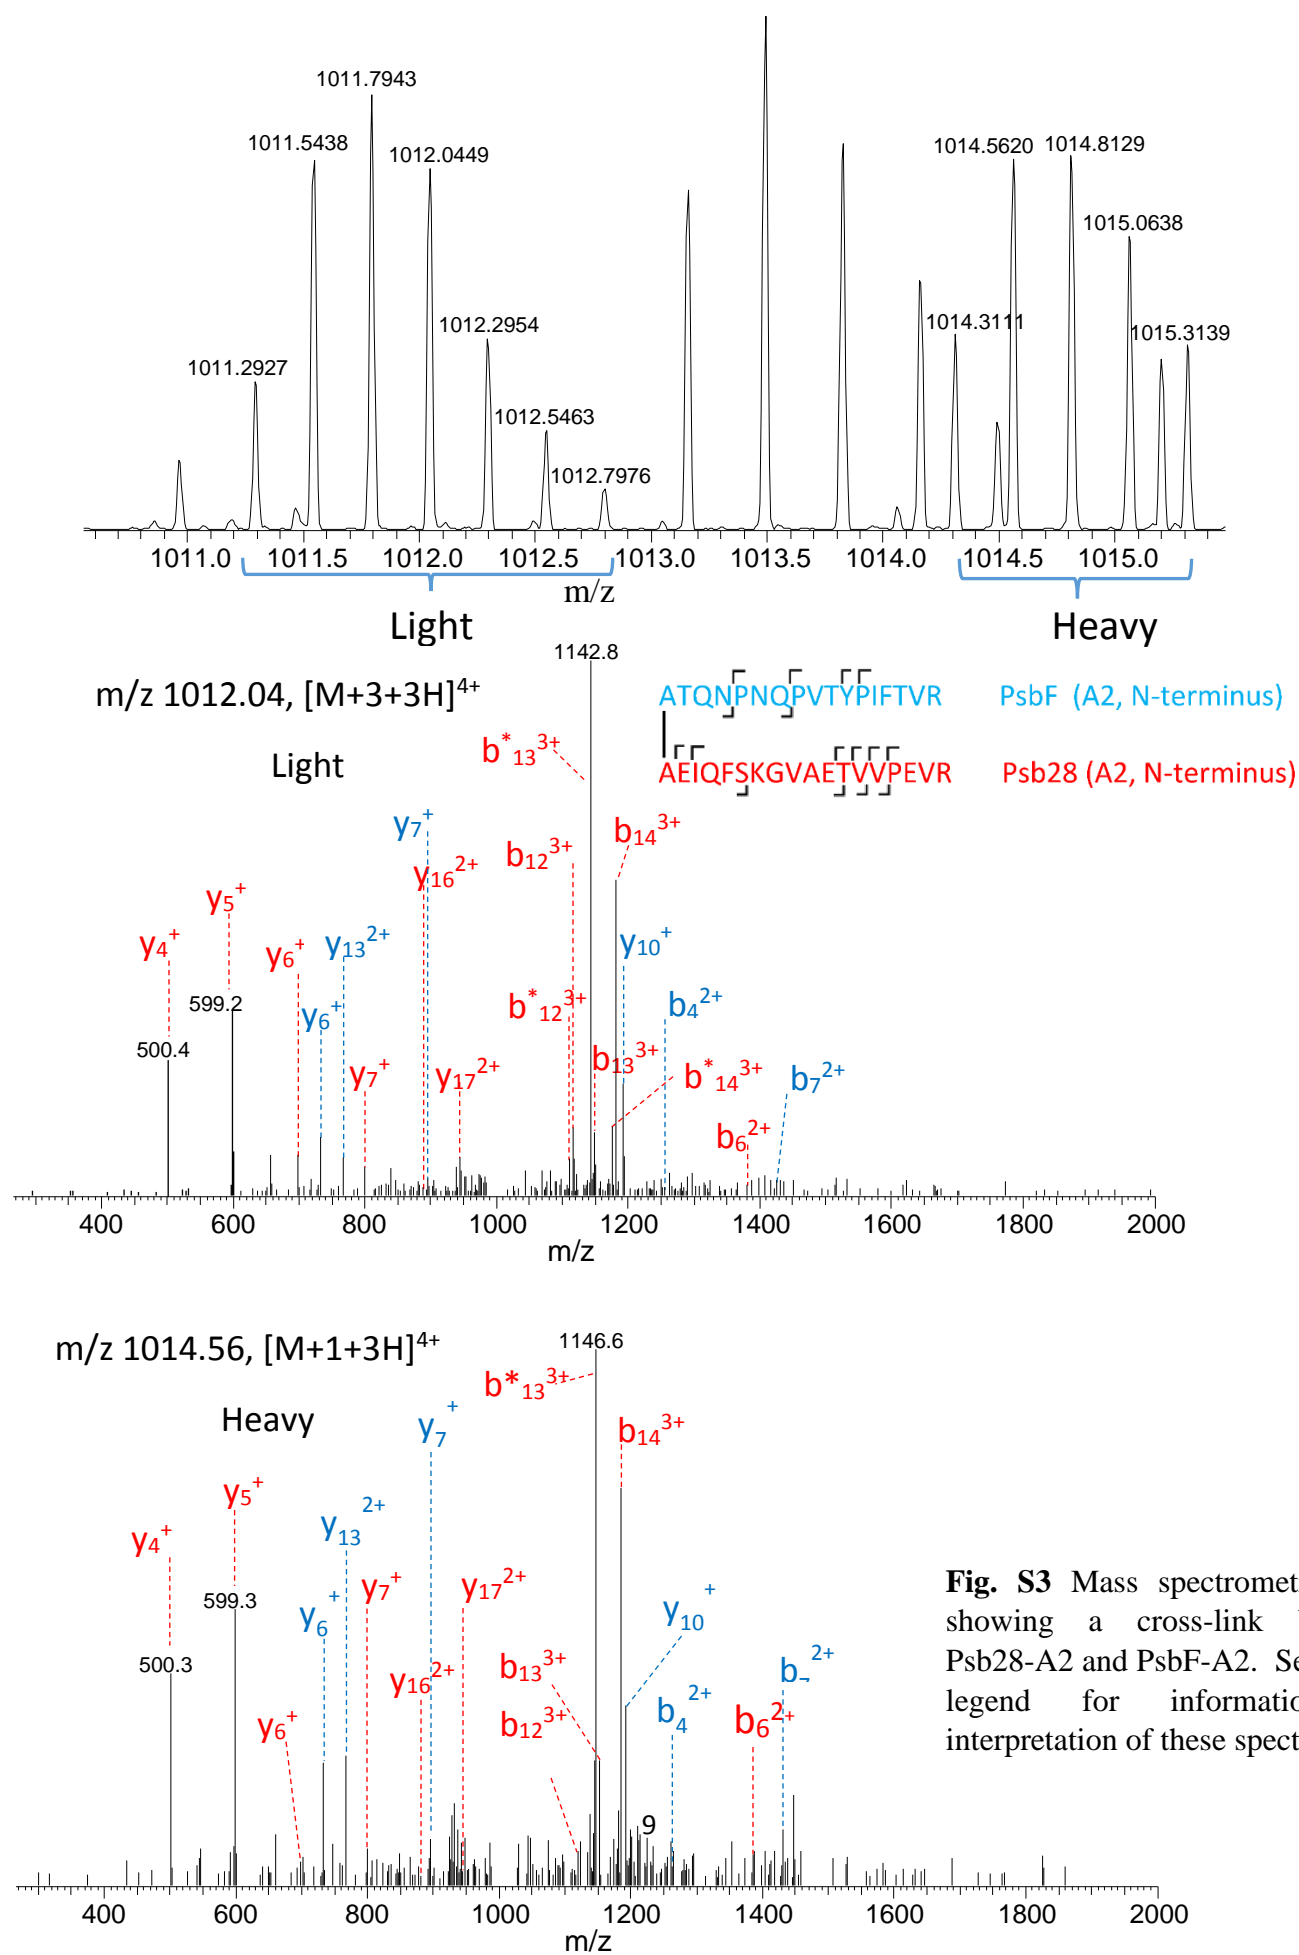 1011.7943
1011.5438
1012.0449
1012.2954
1011.2927
1012.5463
1012.7976
1014.5620 1014.8129
1015.0638
1014.3111
1015.3139
1011.0 1011.5 1012.0 1012.5 1013.0 1013.5 1014.0 1014.5 1015.0
m/z
Light Heavy
m/z 1012.04, [M+3+3H]⁴⁺
Light
1142.8
ATQNPNQPVTYPIFTVR PsbF (A2, N-terminus)
AEIQFSKGVAETVVPEVR Psb28 (A2, N-terminus)
b*₁₃³⁺
y₇⁺
b₁₄³⁺
b₁₂³⁺
y₁₆²⁺
y₅⁺
y₄⁺
y₆⁺
y₁₃²⁺
y₁₀⁺
599.2
y₆⁺
b*₁₂³⁺
b₄²⁺
500.4
y₇⁺
y₁₇²⁺
b₁₃³⁺
b*₁₄³⁺
b₇²⁺
b₆²⁺
400 600 800 1000 1200 1400 1600 1800 2000
m/z
m/z 1014.56, [M+1+3H]⁴⁺
Heavy
1146.6
b*₁₃³⁺
y₇⁺
b₁₄³⁺
y₅⁺
y₄⁺
y₁₃²⁺
599.3
y₆⁺
y₇⁺
y₁₇²⁺
y₁₀⁺
500.3
y₆⁺
y₁₆²⁺
b₁₃³⁺
b₁₂³⁺
b₄²⁺
b₆²⁺
9
400 600 800 1000 1200 1400 1600 1800 2000
m/z
Fig. S3 Mass spectromet
showing a cross-link
Psb28-A2 and PsbF-A2. Se
legend for informatio
interpretation of these spect